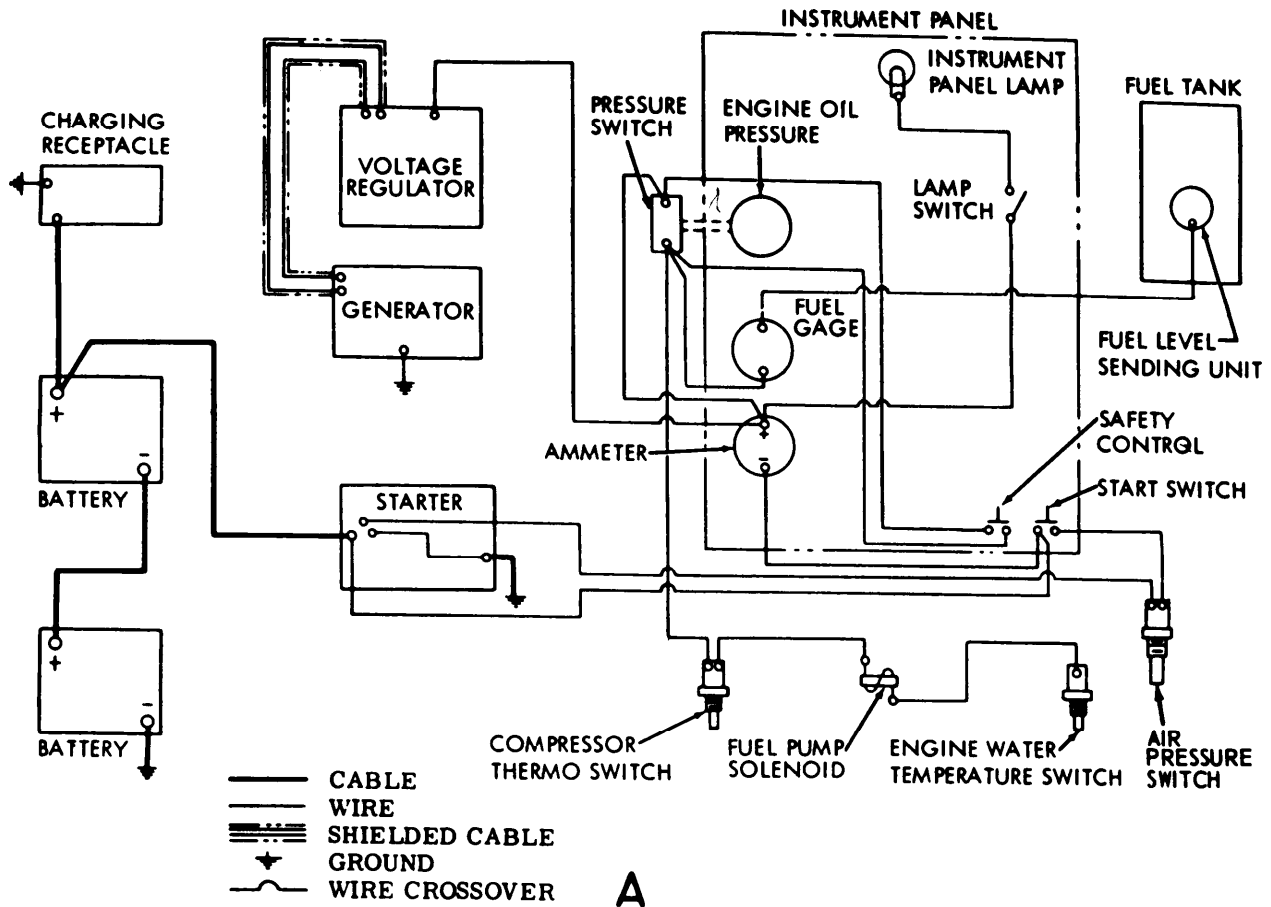 INSTRUMENT PANEL
INSTRUMENT
PANEL LAMP
FUEL TANK
PRESSURE
SWITCH
ENGINE OIL
PRESSURE
CHARGING
RECEPTACLE
VOLTAGE
REGULATOR
LAMP
SWITCH
GENERATOR
FUEL
GAGE
FUEL LEVEL
SENDING UNIT
+
-
BATTERY
AMMETER
+
-
SAFETY
CONTRQL
START SWITCH
STARTER
+
-
BATTERY
COMPRESSOR
THERMO SWITCH
FUEL PUMP
SOLENOID
ENGINE WATER
TEMPERATURE SWITCH
AIR
PRESSURE
SWITCH
CABLE
WIRE
SHIELDED CABLE
GROUND
WIRE CROSSOVER
A